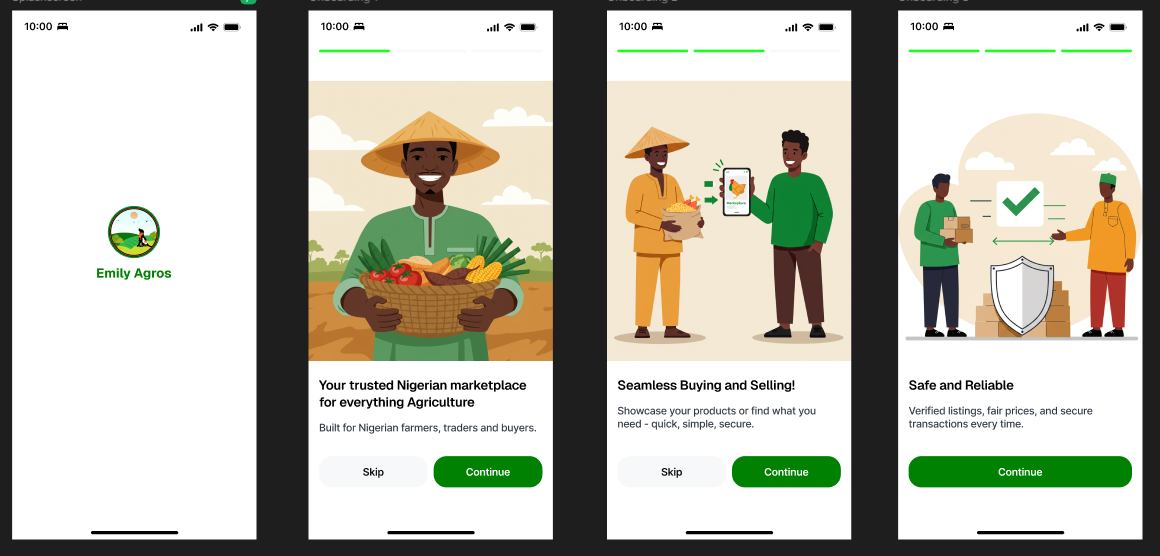 10:00
Emily Agros
10:00
Your trusted Nigerian marketplace
for everything Agriculture
Built for Nigerian farmers, traders and buyers.
Skip
Continue
10:00
Marketplace
Seamless Buying and Selling!
Showcase your products or find what you
need - quick, simple, secure.
Skip
Continue
10:00
Safe and Reliable
Verified listings, fair prices, and secure
transactions every time.
Continue